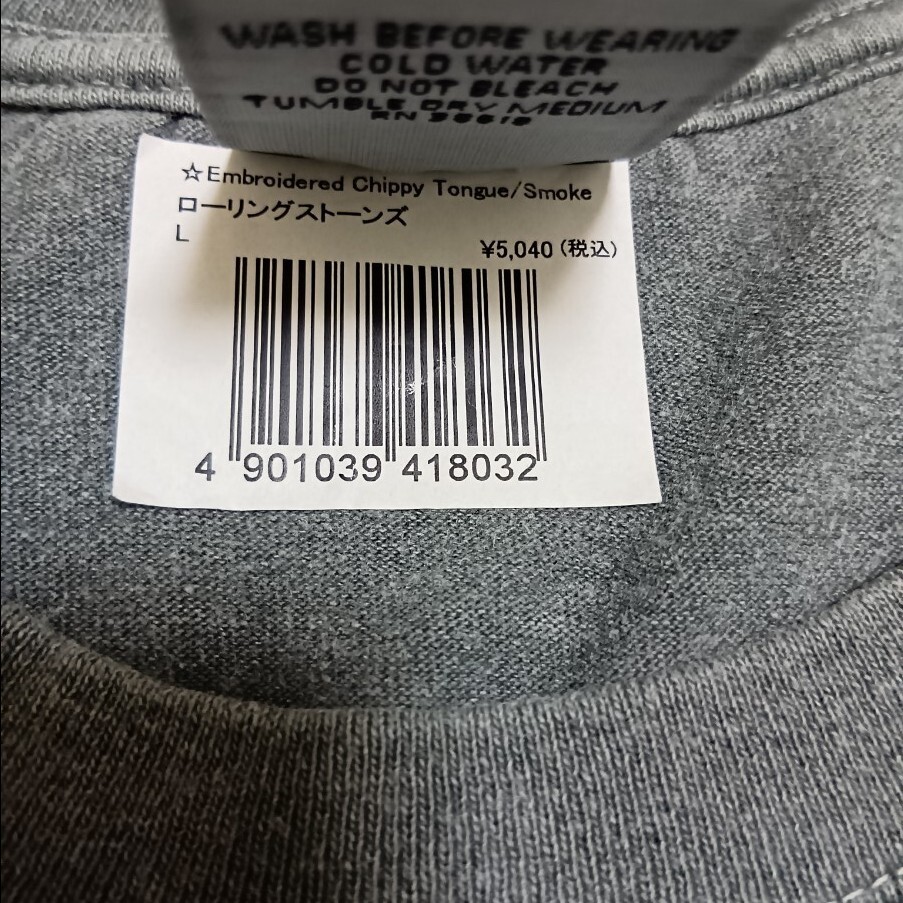 WASH BEFORE WEARING
COLD WATER
DO NOT BLEACH
TUMBLE DRY MEDIUM
RN
☆Embroidered Chippy Tongue/Smoke
ローリングストーンズ
L
¥5,040 (税込)
4 901039 418032